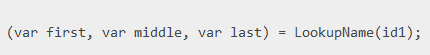 (var first, var middle, var last) = LookupName(id1);